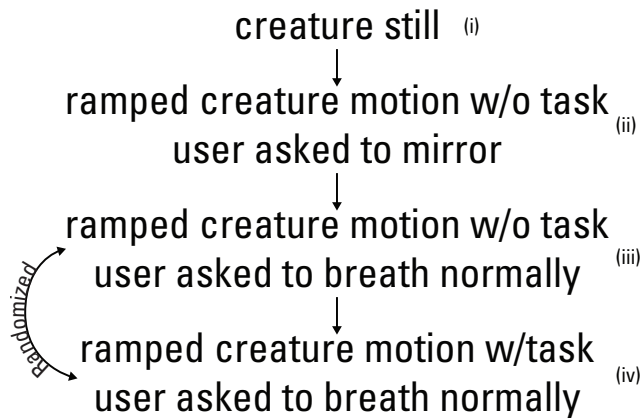 creature still (i)
ramped creature motion w/o task
(ii)
user asked to mirror
ramped creature motion w/o task
(iii)
user asked to breath normally
Randomized
ramped creature motion w/task
(iv)
user asked to breath normally